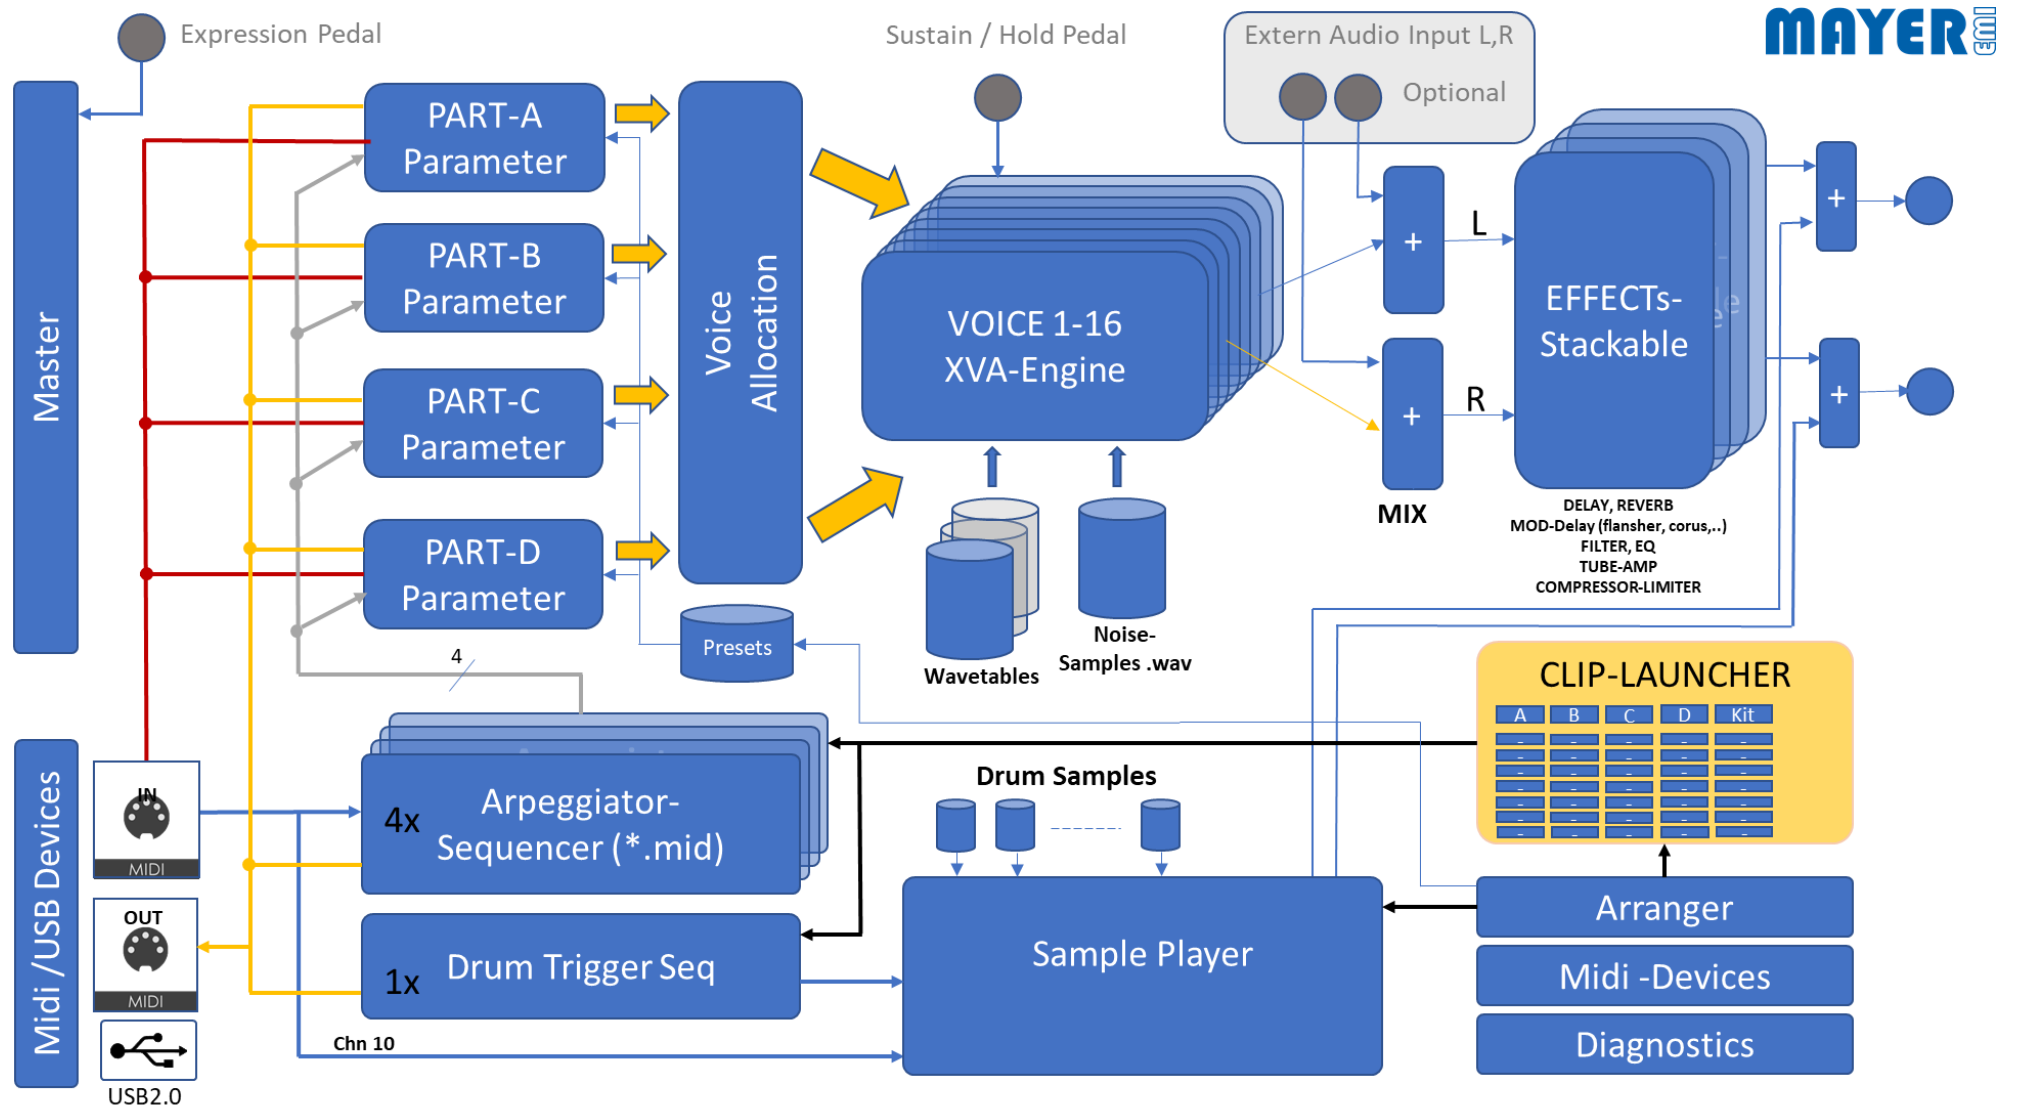 Expression Pedal
Sustain / Hold Pedal
Extern Audio Input L,R
Optional
MAYER
EMI
Master
PART-A
Parameter
PART-B
Parameter
PART-C
Parameter
PART-D
Parameter
Voice
Allocation
VOICE 1-16
XVA-Engine
+
L
+
R
MIX
EFFECTs-
Stackable
+
+
DELAY, REVERB
MOD-Delay (flansher, corus,..)
FILTER, EQ
TUBE-AMP
COMPRESSOR-LIMITER
Presets
4
Wavetables
Noise-
Samples .wav
CLIP-LAUNCHER
A B C D Kit
- - - - -
- - - - -
- - - - -
- - - - -
- - - - -
- - - - -
- - - - -
Midi /USB Devices
IN
MIDI
OUT
MIDI
USB2.0
4x
Arpeggiator-
Sequencer (*.mid)
1x
Drum Trigger Seq
Chn 10
Drum Samples
Sample Player
Arranger
Midi -Devices
Diagnostics